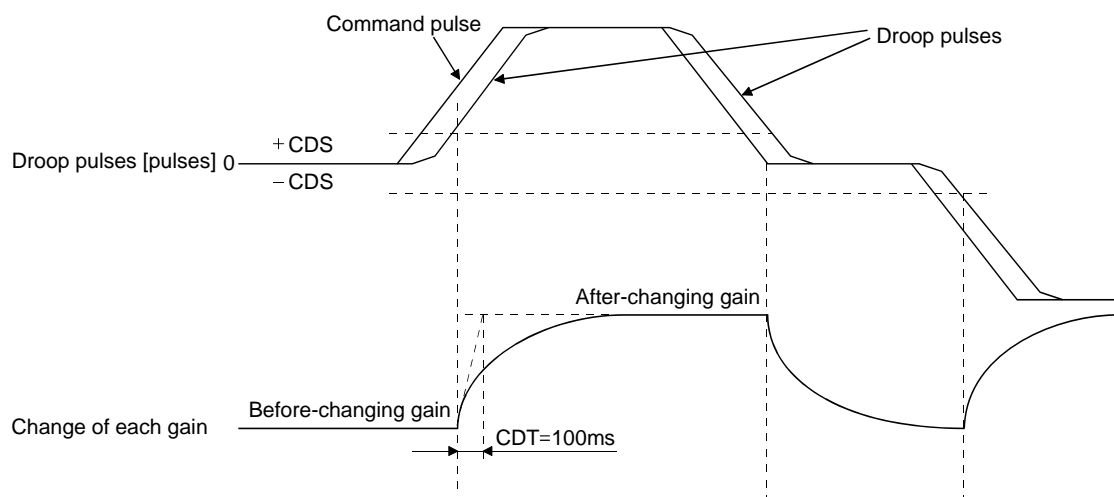 Command pulse
Droop pulses
Droop pulses [pulses] 0
+CDS
-CDS
After-changing gain
Before-changing gain
Change of each gain
CDT=100ms